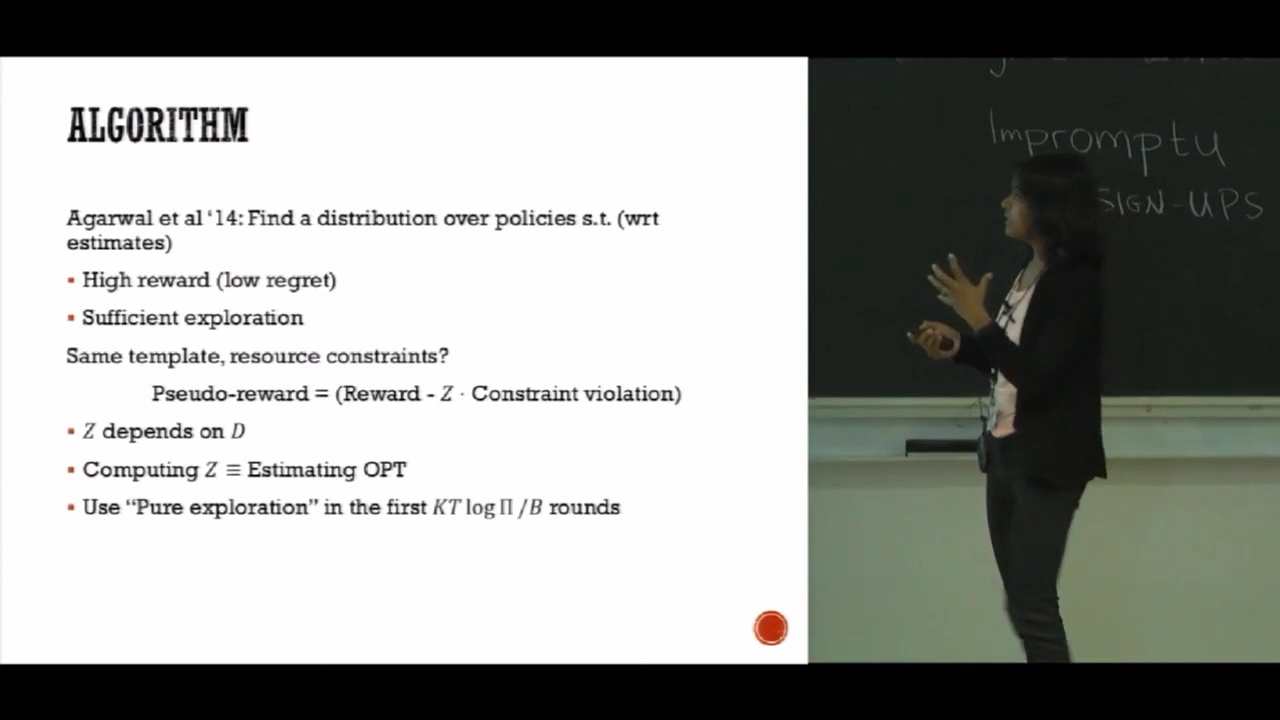 ALGORITHM
Agarwal et al '14: Find a distribution over policies s.t. (wrt
estimates)
▪ High reward (low regret)
▪ Sufficient exploration
Same template, resource constraints?
Pseudo-reward = (Reward - Z · Constraint violation)
▪ Z depends on D
▪ Computing Z ≡ Estimating OPT
▪ Use “Pure exploration” in the first KT log Π /B rounds
Impromptu
SIGN-UPS